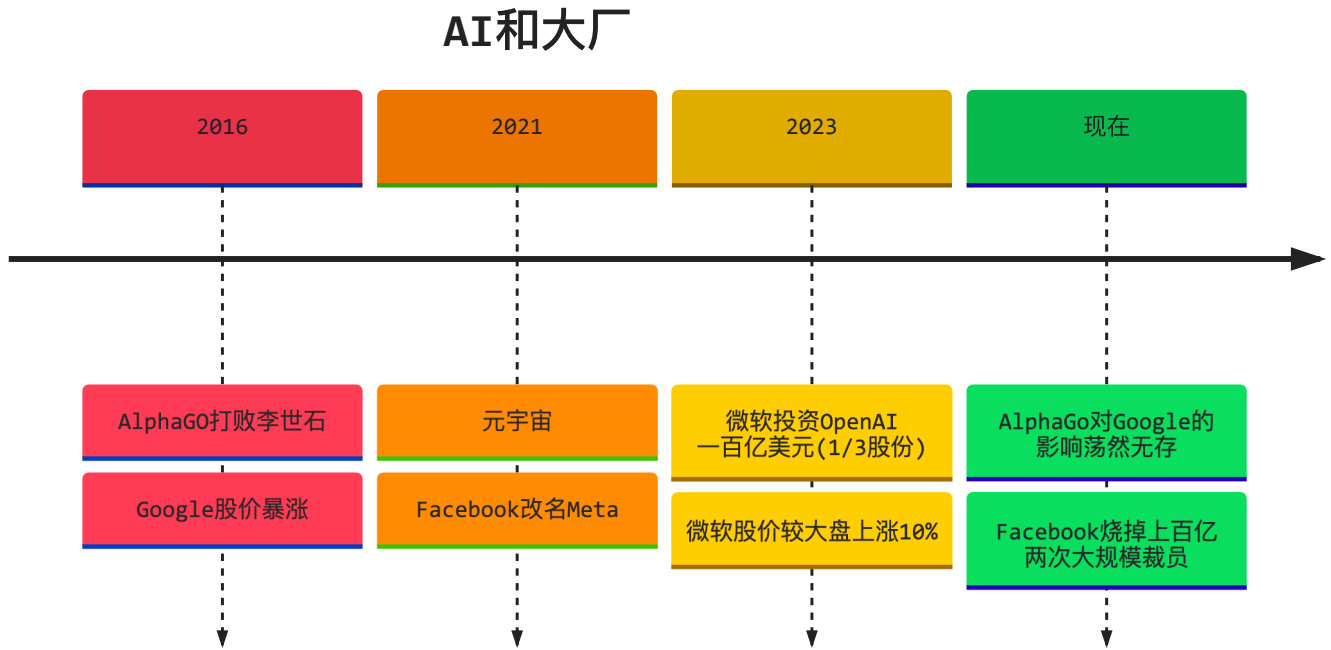 AI和大厂
2016
2021
2023
现在
AlphaGO打败李世石
Google股价暴涨
元宇宙
Facebook改名Meta
微软投资OpenAI
一百亿美元(1/3股份)
微软股价较大盘上涨10%
AlphaGo对Google的
影响荡然无存
Facebook烧掉上百亿
两次大规模裁员